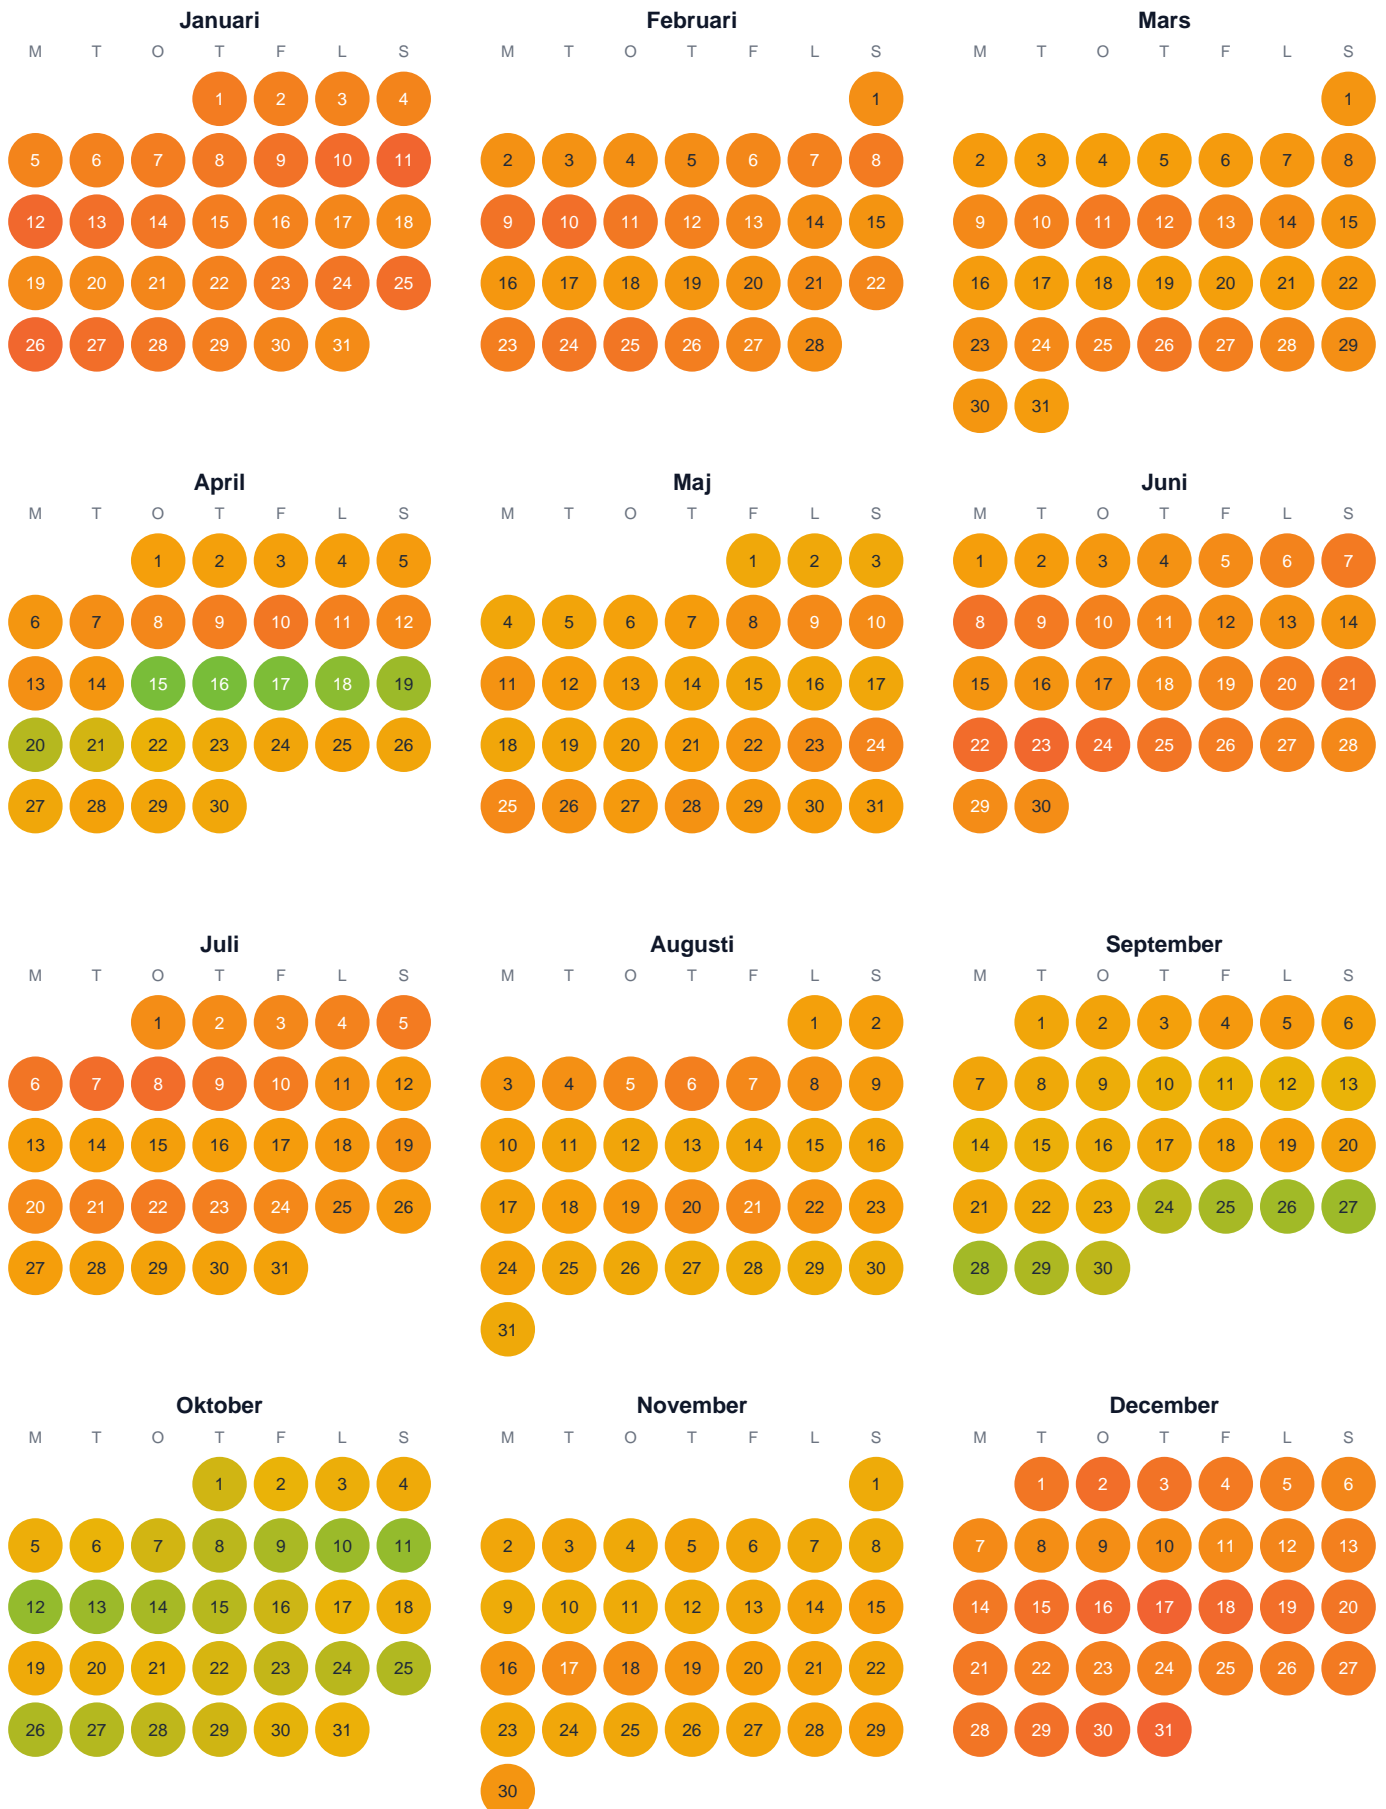 Januari Februari Mars
M T O T F L S M T O T F L S M T O T F L S
1 2 3 4 1 1
5 6 7 8 9 10 11 2 3 4 5 6 7 8 2 3 4 5 6 7 8
12 13 14 15 16 17 18 9 10 11 12 13 14 15 9 10 11 12 13 14 15
19 20 21 22 23 24 25 16 17 18 19 20 21 22 16 17 18 19 20 21 22
26 27 28 29 30 31 23 24 25 26 27 28 23 24 25 26 27 28 29
30 31
April Maj Juni
M T O T F L S M T O T F L S M T O T F L S
1 2 3 4 5 1 2 3 1 2 3 4 5 6 7
6 7 8 9 10 11 12 4 5 6 7 8 9 10 8 9 10 11 12 13 14
13 14 15 16 17 18 19 11 12 13 14 15 16 17 15 16 17 18 19 20 21
20 21 22 23 24 25 26 18 19 20 21 22 23 24 22 23 24 25 26 27 28
27 28 29 30 25 26 27 28 29 30 31 29 30
Juli Augusti September
M T O T F L S M T O T F L S M T O T F L S
1 2 3 4 5 1 2 1 2 3 4 5 6
6 7 8 9 10 11 12 3 4 5 6 7 8 9 7 8 9 10 11 12 13
13 14 15 16 17 18 19 10 11 12 13 14 15 16 14 15 16 17 18 19 20
20 21 22 23 24 25 26 17 18 19 20 21 22 23 21 22 23 24 25 26 27
27 28 29 30 31 24 25 26 27 28 29 30 28 29 30
31
Oktober November December
M T O T F L S M T O T F L S M T O T F L S
1 2 3 4 1 1 2 3 4 5 6
5 6 7 8 9 10 11 2 3 4 5 6 7 8 7 8 9 10 11 12 13
12 13 14 15 16 17 18 9 10 11 12 13 14 15 14 15 16 17 18 19 20
19 20 21 22 23 24 25 16 17 18 19 20 21 22 21 22 23 24 25 26 27
26 27 28 29 30 31 23 24 25 26 27 28 29 28 29 30 31
30